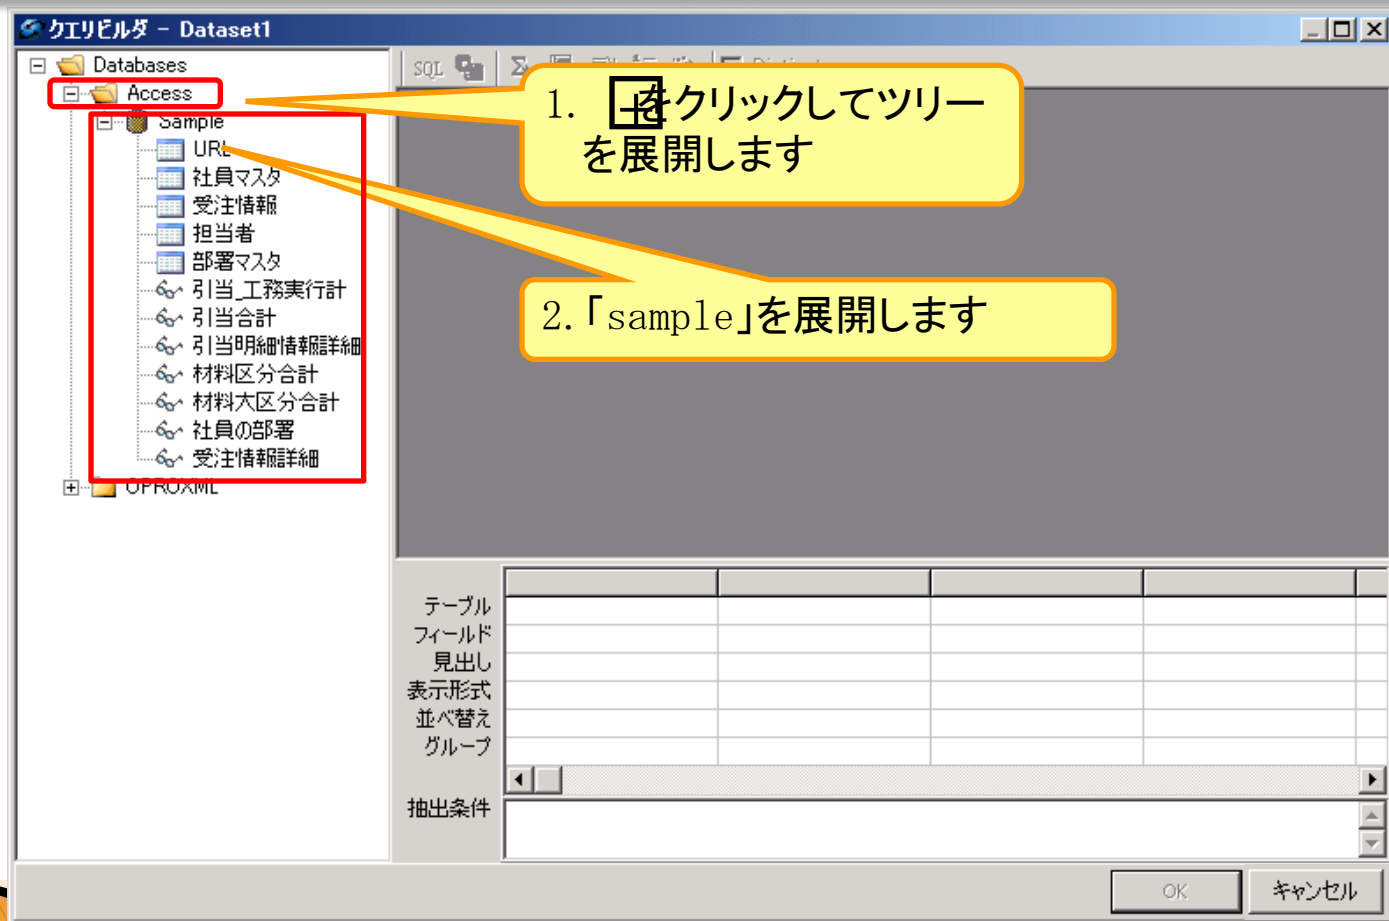 クエリビルダ - Dataset1
Databases
Access
Sample
URL
社員マスタ
受注情報
担当者
部署マスタ
引当_工務実行計
引当合計
引当明細情報詳細
材料区分合計
材料大区分合計
社員の部署
受注情報詳細
OPROXML
SQL
1. +をクリックしてツリー
を展開します
2.「sample」を展開します
テーブル
フィールド
見出し
表示形式
並べ替え
グループ
抽出条件
OK
キャンセル